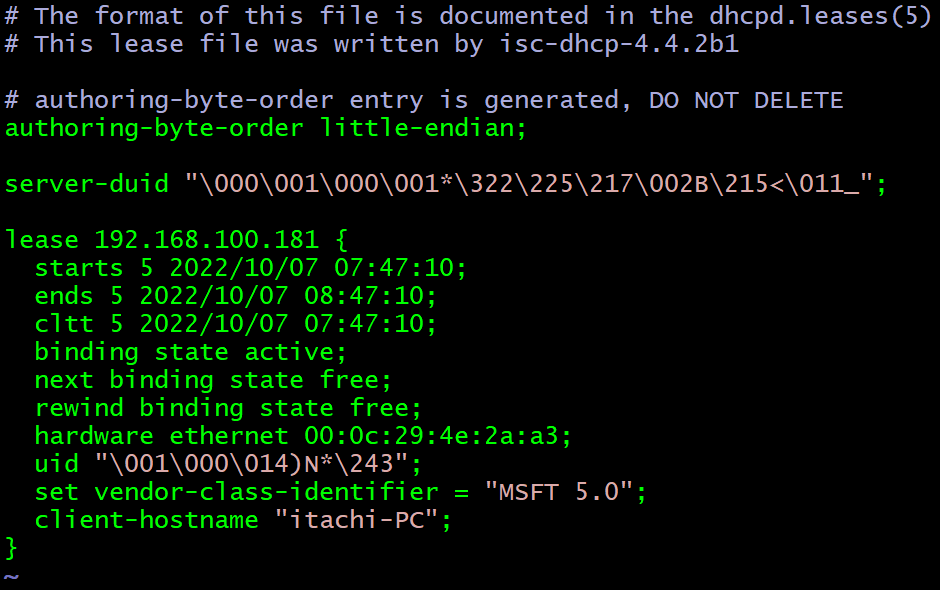 # The format of this file is documented in the dhcpd.leases(5)
# This lease file was written by isc-dhcp-4.4.2b1
# authoring-byte-order entry is generated, DO NOT DELETE
authoring-byte-order little-endian;
server-duid "\000\001\000\001*\322\225\217\002B\215<\011_";
lease 192.168.100.181 {
  starts 5 2022/10/07 07:47:10;
  ends 5 2022/10/07 08:47:10;
  cltt 5 2022/10/07 07:47:10;
  binding state active;
  next binding state free;
  rewind binding state free;
  hardware ethernet 00:0c:29:4e:2a:a3;
  uid "\001\000\014)N*\243";
  set vendor-class-identifier = "MSFT 5.0";
  client-hostname "itachi-PC";
}
~